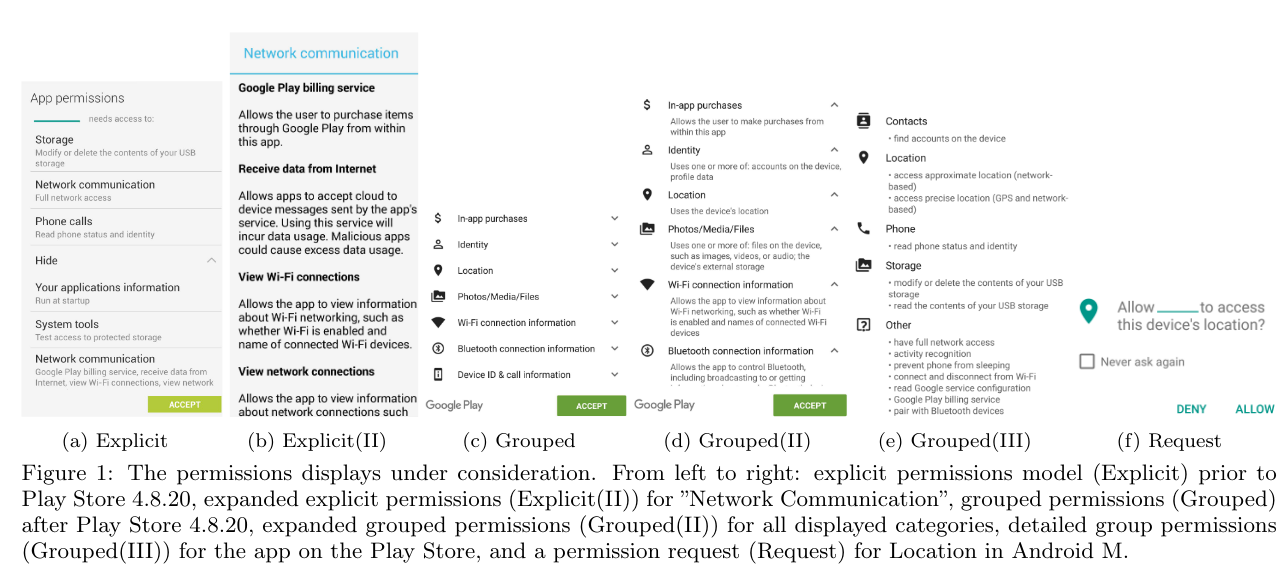 App permissions
needs access to:
Storage
Modify or delete the contents of your USB
storage
Network communication
Full network access
Phone calls
Read phone status and identity
Hide
Your applications information
Run at startup
System tools
Test access to protected storage
Network communication
Google Play billing service, receive data from
Internet, view Wi-Fi connections, view network
ACCEPT
(a) Explicit
Network communication
Google Play billing service
Allows the user to purchase items
through Google Play from within
this app.
Receive data from Internet
Allows apps to accept cloud to
device messages sent by the app's
service. Using this service will
incur data usage. Malicious apps
could cause excess data usage.
View Wi-Fi connections
Allows the app to view information
about Wi-Fi networking, such as
whether Wi-Fi is enabled and
name of connected Wi-Fi devices.
View network connections
Allows the app to view information
about network connections such
(b) Explicit(II)
In-app purchases
Identity
Location
Photos/Media/Files
Wi-Fi connection information
Bluetooth connection information
Device ID & call information
Google Play
ACCEPT
(c) Grouped
In-app purchases
Allows the user to make purchases from
within this app
Identity
Uses one or more of: accounts on the device,
profile data
Location
Uses the device's location
Photos/Media/Files
Uses one or more of: files on the device,
such as images, videos, or audio; the
device's external storage
Wi-Fi connection information
Allows the app to view information about
Wi-Fi networking, such as whether Wi-Fi
is enabled and names of connected Wi-Fi
devices
Bluetooth connection information
Allows the app to control Bluetooth,
including broadcasting to or getting
Google Play
ACCEPT
(d) Grouped(II)
Contacts
• find accounts on the device
Location
• access approximate location (network-
based)
• access precise location (GPS and network-
based)
Phone
• read phone status and identity
Storage
• modify or delete the contents of your USB
storage
• read the contents of your USB storage
Other
• have full network access
• activity recognition
• prevent phone from sleeping
• connect and disconnect from Wi-Fi
• read Google service configuration
• Google Play billing service
• pair with Bluetooth devices
(e) Grouped(III)
Allow ____ to access
this device's location?
Never ask again
DENY ALLOW
(f) Request
Figure 1: The permissions displays under consideration. From left to right: explicit permissions model (Explicit) prior to
Play Store 4.8.20, expanded explicit permissions (Explicit(II)) for ”Network Communication”, grouped permissions (Grouped)
after Play Store 4.8.20, expanded grouped permissions (Grouped(II)) for all displayed categories, detailed group permissions
(Grouped(III)) for the app on the Play Store, and a permission request (Request) for Location in Android M.